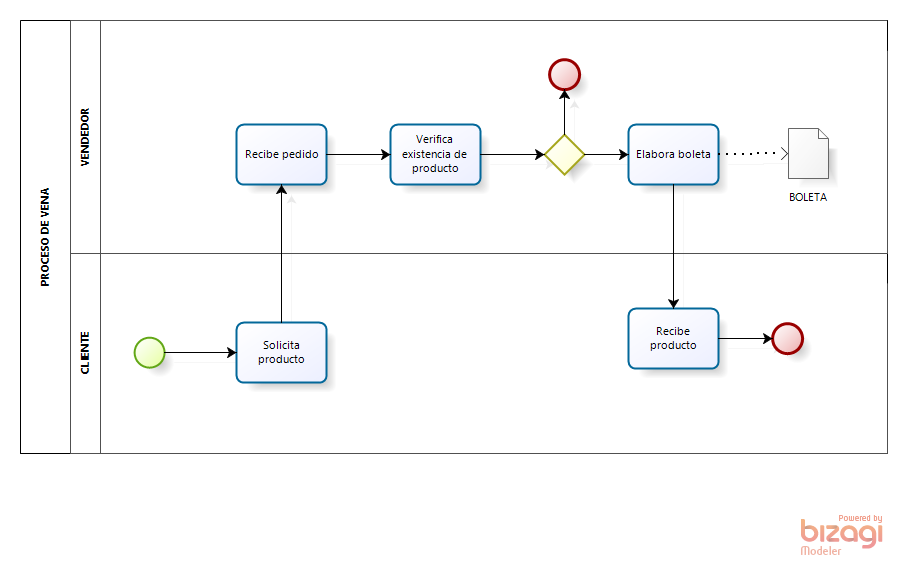 PROCESO DE VENA
VENDEDOR
Recibe pedido
Verifica
existencia de
producto
Elabora boleta
BOLETA
CLIENTE
Solicita
producto
Recibe
producto
Powered by
bizagi
Modeler